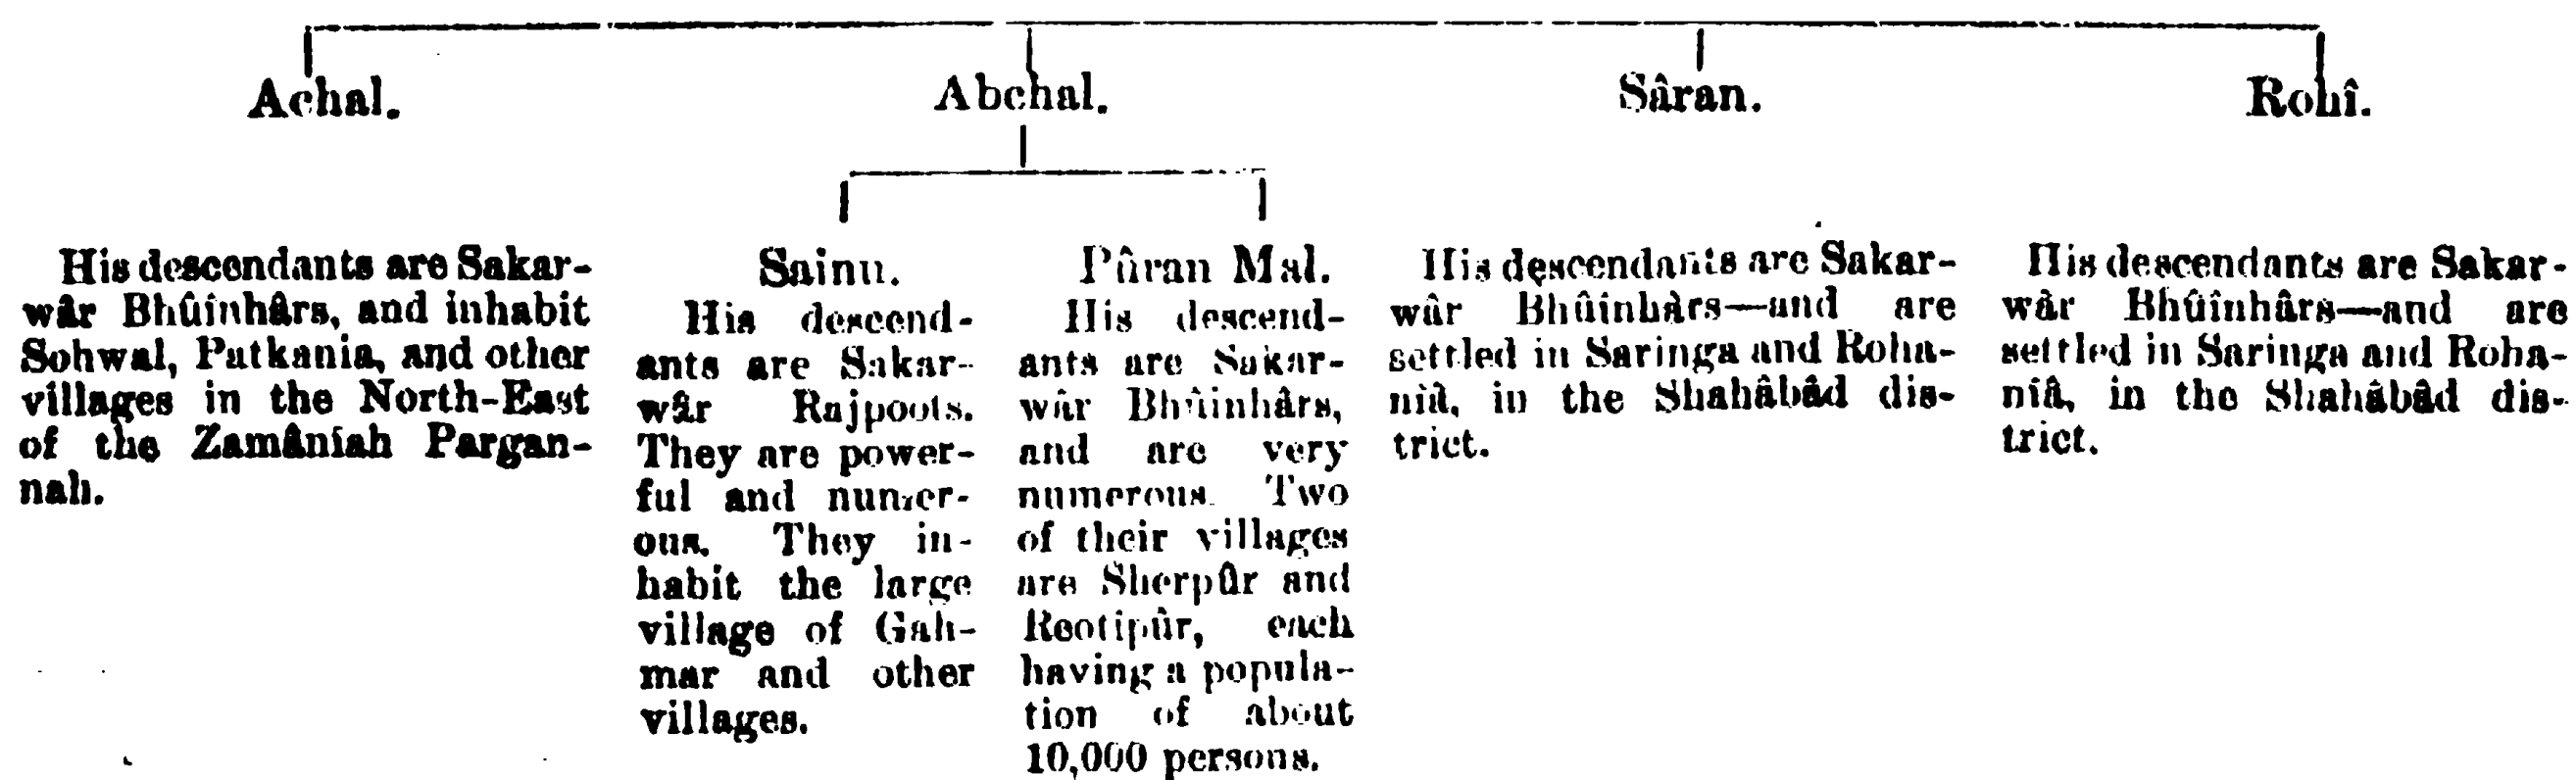 Achal.
Abchal.
Sâran.
Rohî.
His descendants are Sakar-
wâr Bhûinhârs, and inhabit
Sohwal, Patkania, and other
villages in the North-East
of the Zamâníah Pargan-
nah.
Sainu.
His descend-
ants are Sakar-
wâr Rajpoots.
They are power-
ful and numer-
ous. They in-
habit the large
village of Gah-
mar and other
villages.
Pûran Mal.
His descend-
ants are Sakar-
wâr Bhûinhârs,
and are very
numerous. Two
of their villages
are Sherpûr and
Reotipûr, each
having a popula-
tion of about
10,000 persons.
His descendants are Sakar-
wâr Bhûinhârs—and are
settled in Saringa and Roha-
niâ, in the Shahâbâd dis-
trict.
His descendants are Sakar-
wâr Bhûinhârs—and are
settled in Saringa and Roha-
niâ, in the Shahâbâd dis-
trict.